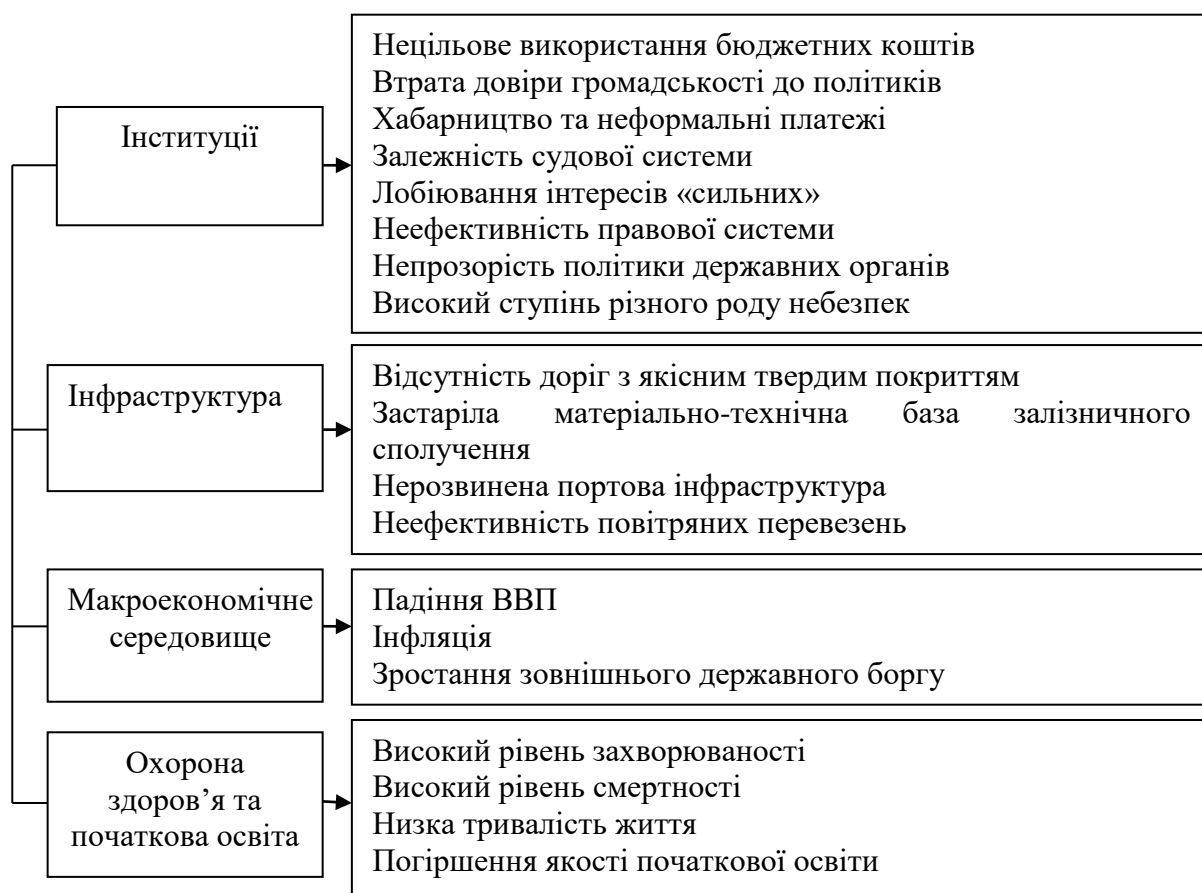 Інституції
Нецільове використання бюджетних коштів
Втрата довіри громадськості до політиків
Хабарництво та неформальні платежі
Залежність судової системи
Лобіювання інтересів «сильних»
Неефективність правової системи
Непрозорість політики державних органів
Високий ступінь різного роду небезпек
Інфраструктура
Відсутність доріг з якісним твердим покриттям
Застаріла матеріально-технічна база залізничного
сполучення
Нерозвинена портова інфраструктура
Неефективність повітряних перевезень
Макроекономічне
середовище
Падіння ВВП
Інфляція
Зростання зовнішнього державного боргу
Охорона
здоров’я та
початкова освіта
Високий рівень захворюваності
Високий рівень смертності
Низка тривалість життя
Погіршення якості початкової освіти